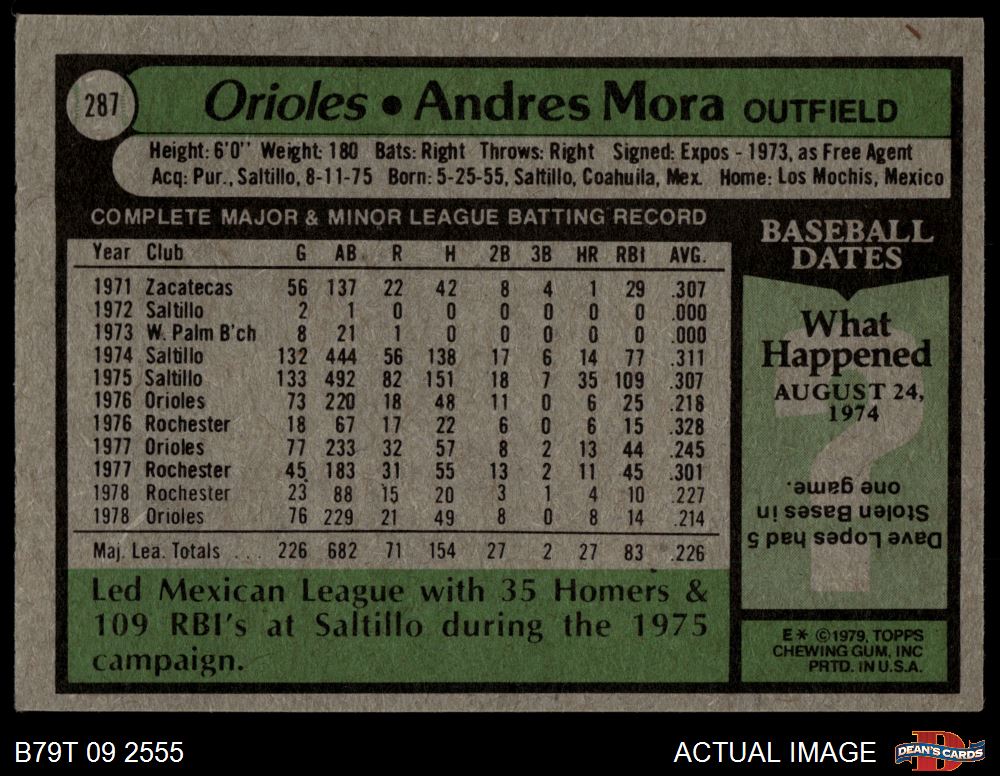 287
Orioles • Andres Mora OUTFIELD
Height: 6'0" Weight: 180 Bats: Right Throws: Right Signed: Expos - 1973, as Free Agent
Acq: Pur., Saltillo, 8-11-75 Born: 5-25-55, Saltillo, Coahuila, Mex. Home: Los Mochis, Mexico
COMPLETE MAJOR & MINOR LEAGUE BATTING RECORD
Year Club G AB R H 2B 3B HR RBI AVG.
1971 Zacatecas 56 137 22 42 8 4 1 29 .307
1972 Saltillo 2 1 0 0 0 0 0 0 .000
1973 W. Palm B'ch 8 21 1 0 0 0 0 0 .000
1974 Saltillo 132 444 56 138 17 6 14 77 .311
1975 Saltillo 133 492 82 151 18 7 35 109 .307
1976 Orioles 73 220 18 48 11 0 6 25 .218
1976 Rochester 18 67 17 22 6 0 6 15 .328
1977 Orioles 77 233 32 57 8 2 13 44 .245
1977 Rochester 45 183 31 55 13 2 11 45 .301
1978 Rochester 23 88 15 20 3 1 4 10 .227
1978 Orioles 76 229 21 49 8 0 8 14 .214
Maj. Lea. Totals ... 226 682 71 154 27 2 27 83 .226
Led Mexican League with 35 Homers &
109 RBI's at Saltillo during the 1975
campaign.
BASEBALL
DATES
What
Happened
AUGUST 24,
1974
Dave Lopes had 5
Stolen Bases in
one game.
E* ©1979, TOPPS
CHEWING GUM, INC
PRTD. IN U.S.A.
B79T 09 2555
ACTUAL IMAGE
DEAN'S CARDS